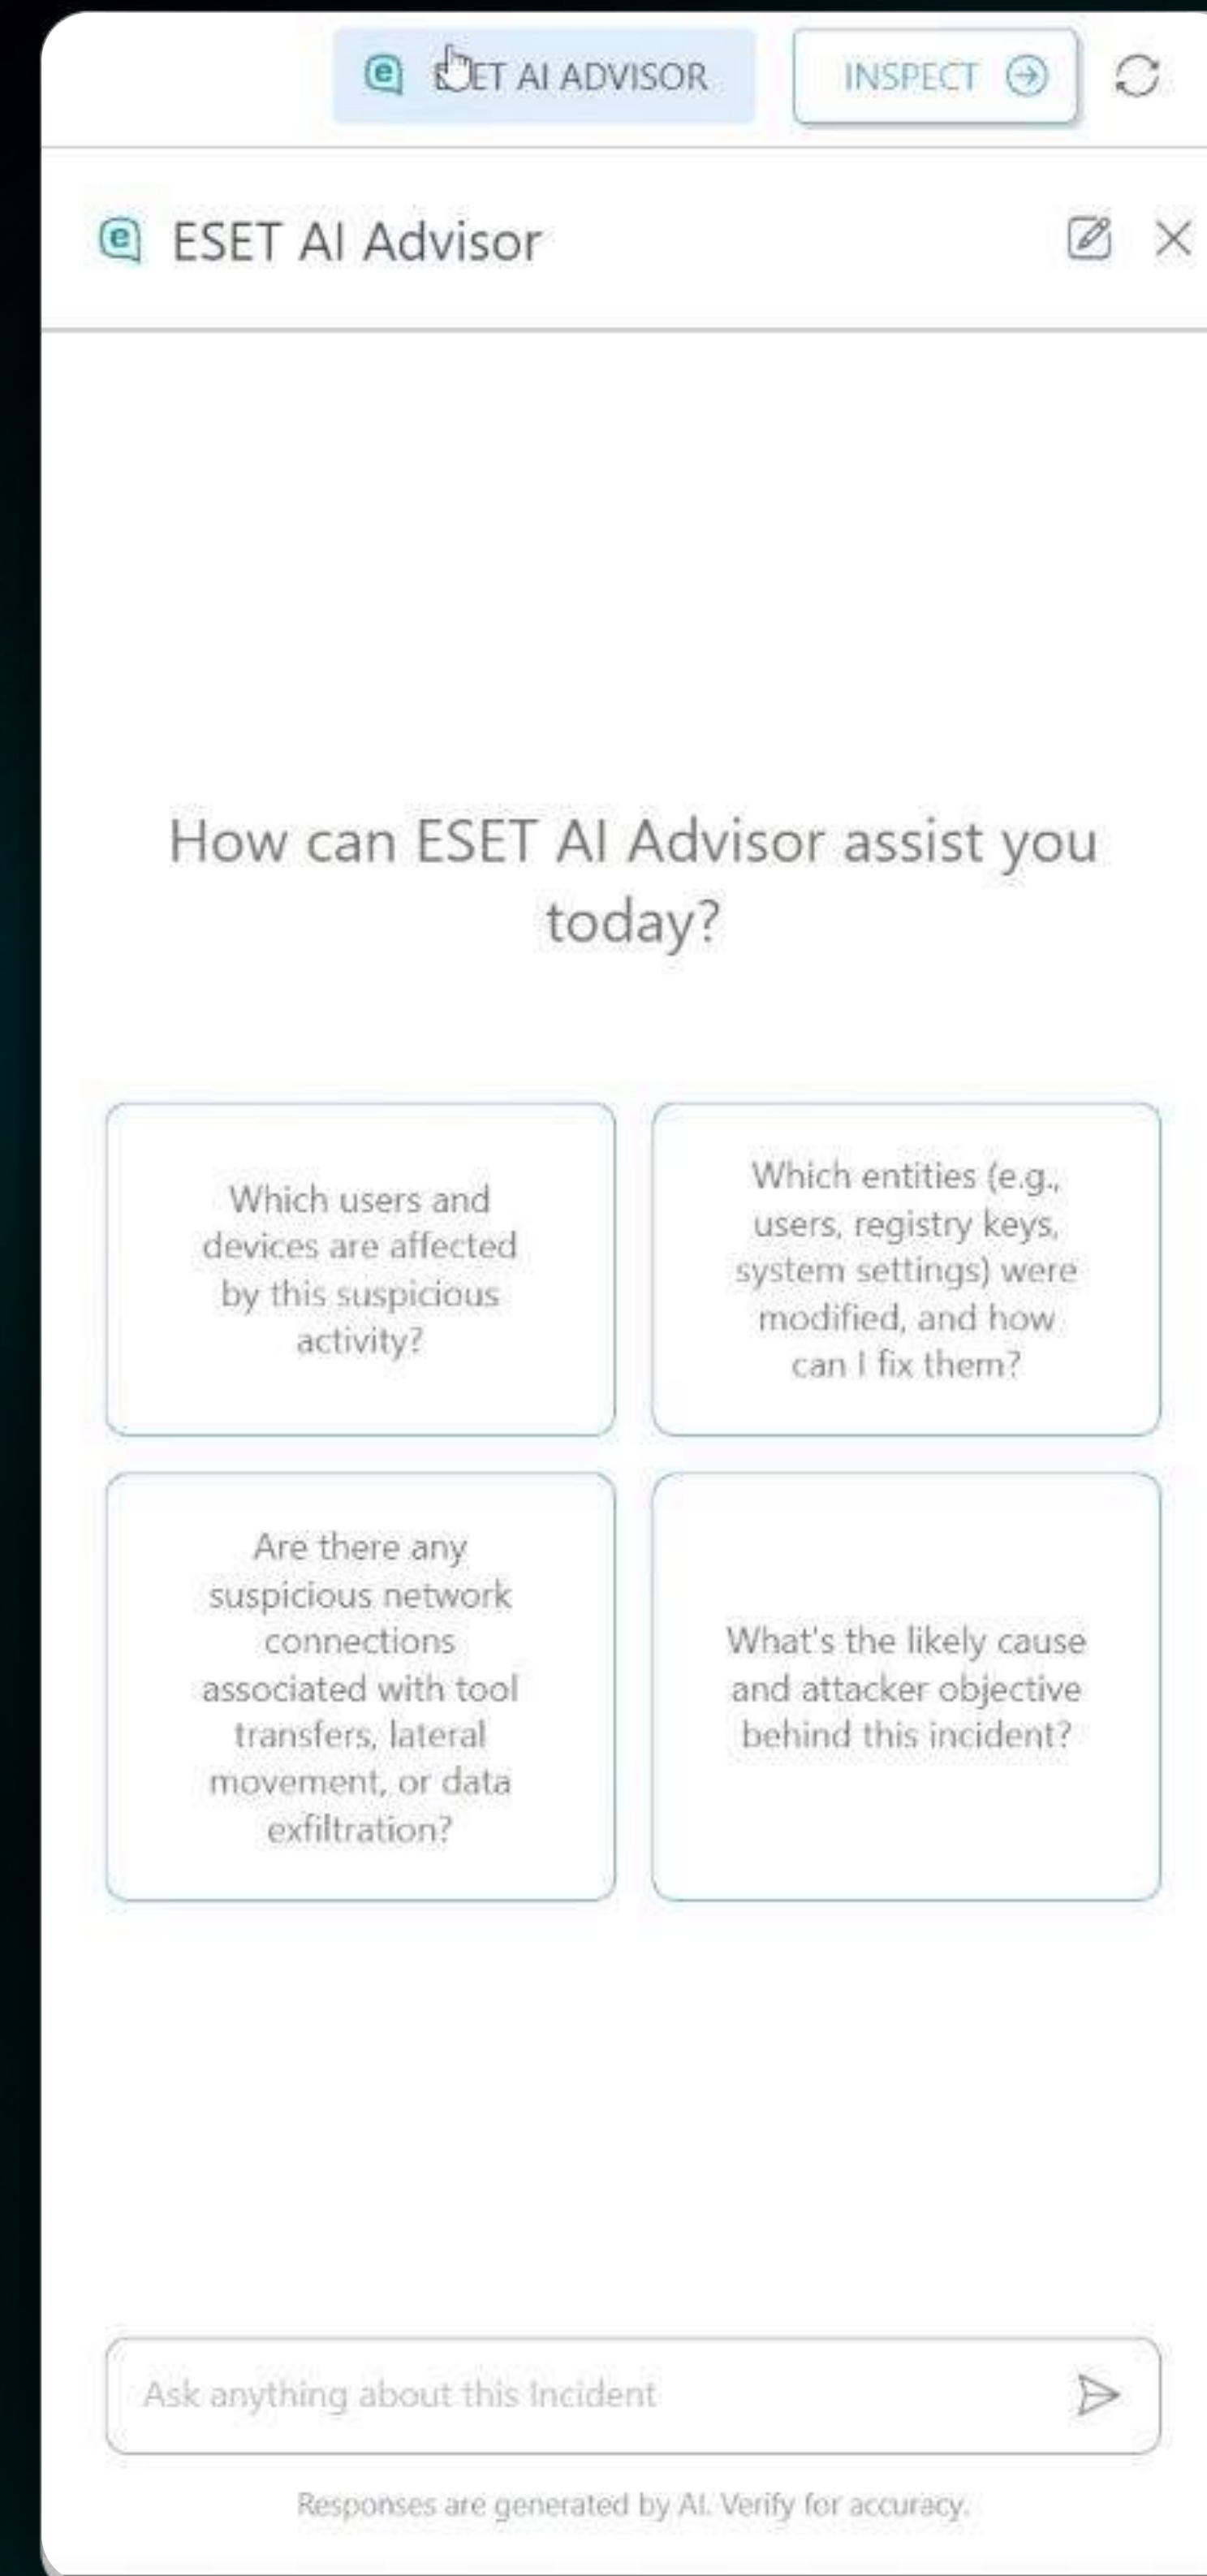 ESET AI ADVISOR
INSPECT
ESET AI Advisor
How can ESET AI Advisor assist you
today?
Which users and
devices are affected
by this suspicious
activity?
Which entities (e.g.,
users, registry keys,
system settings) were
modified, and how
can I fix them?
Are there any
suspicious network
connections
associated with tool
transfers, lateral
movement, or data
exfiltration?
What's the likely cause
and attacker objective
behind this incident?
Ask anything about this Incident
Responses are generated by AI. Verify for accuracy.